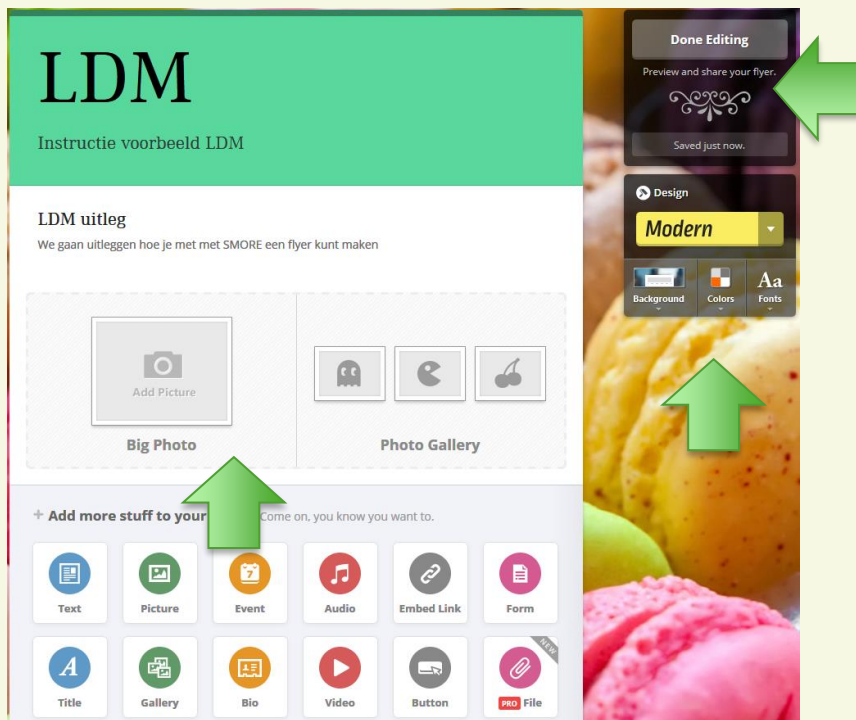 LDM
Instructie voorbeeld LDM
LDM uitleg
We gaan uitleggen hoe je met met SMORE een flyer kunt maken
Add Picture
Big Photo
Photo Gallery
+ Add more stuff to your
Come on, you know you want to.
Text
Picture
7
Event
Audio
Embed Link
Form
A
Title
Gallery
Bio
Video
Button
NEW
PRO File
Done Editing
Preview and share your flyer.
Saved just now.
Design
Modern
Background
Colors
Aa
Fonts